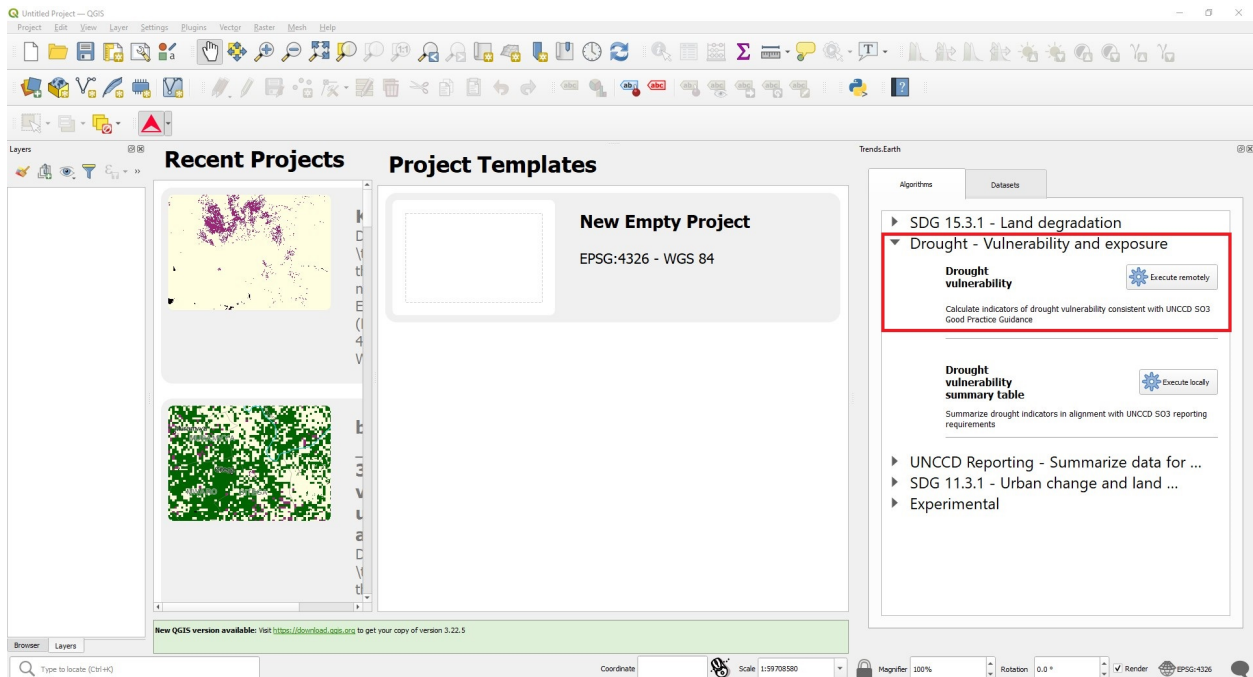 Untitled Project — QGIS
Project Edit View Layer Settings Plugins Vector Raster Mesh Help
Layers
Recent Projects
Project Templates
New Empty Project
EPSG:4326 - WGS 84
Trends.Earth
Algorithms
Datasets
SDG 15.3.1 - Land degradation
Drought - Vulnerability and exposure
Drought
vulnerability
Execute remotely
Calculate indicators of drought vulnerability consistent with UNCCD SO3
Good Practice Guidance
Drought
vulnerability
summary table
Execute locally
Summarize drought indicators in alignment with UNCCD SO3 reporting
requirements
UNCCD Reporting - Summarize data for ...
SDG 11.3.1 - Urban change and land ...
Experimental
New QGIS version available: Visit https://download.qgis.org to get your copy of version 3.22.5
Browser Layers
Type to locate (Ctrl+K)
Coordinate
Scale 1:59708580
Magnifier 100%
Rotation 0.0 °
Render
EPSG:4326